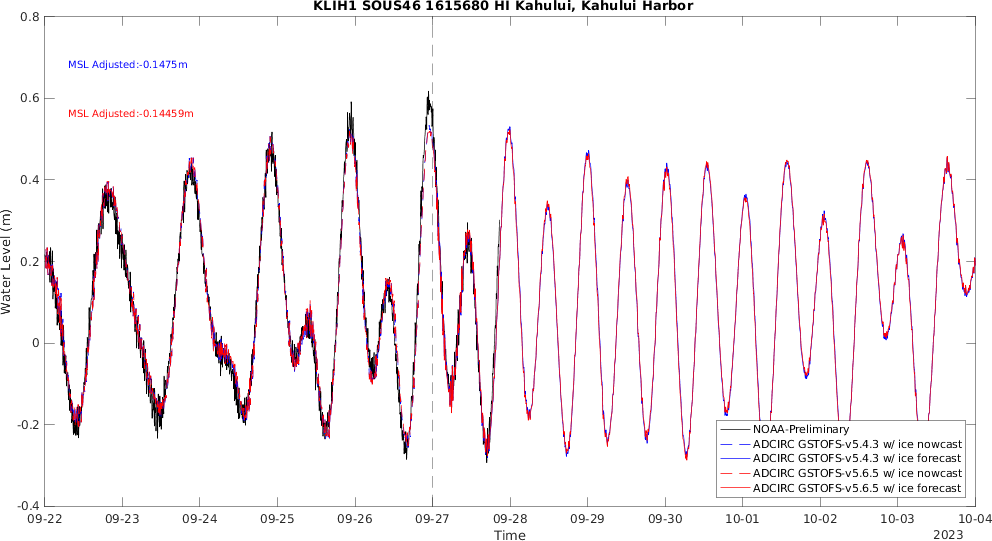 KLIH1 SOUS46 1615680 HI Kahului, Kahului Harbor
0.8
MSL Adjusted:-0.1475m
0.6
MSL Adjusted:-0.14459m
0.4
Water Level (m)
0.2
0
-0.2
NOAA-Preliminary
ADCIRC GSTOFS-v5.4.3 w/ ice nowcast
ADCIRC GSTOFS-v5.4.3 w/ ice forecast
ADCIRC GSTOFS-v5.6.5 w/ ice nowcast
ADCIRC GSTOFS-v5.6.5 w/ ice forecast
-0.4
09-22 09-23 09-24 09-25 09-26 09-27 09-28 09-29 09-30 10-01 10-02 10-03 10-04
Time
2023